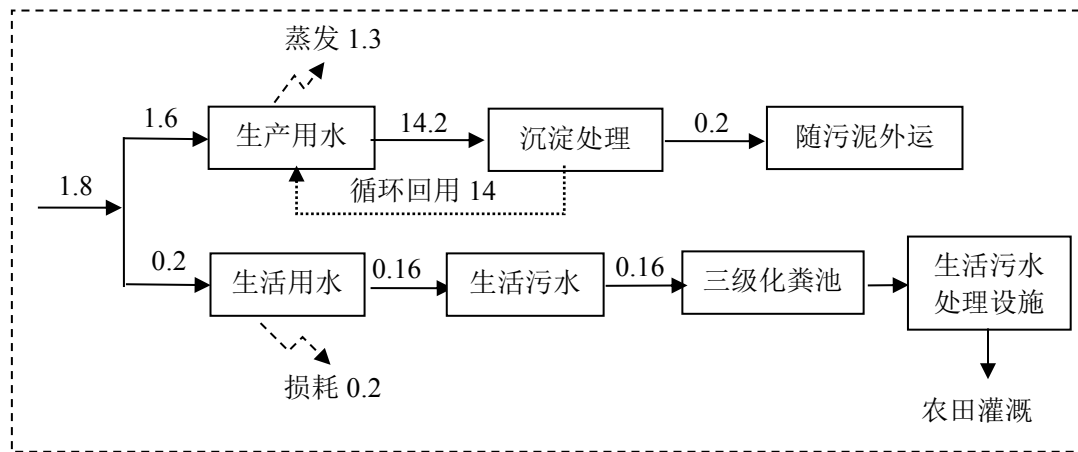 蒸发 1.3
1.6
生产用水
14.2
沉淀处理
0.2
随污泥外运
循环回用 14
1.8
0.2
生活用水
0.16
生活污水
0.16
三级化粪池
生活污水
处理设施
损耗 0.2
农田灌溉